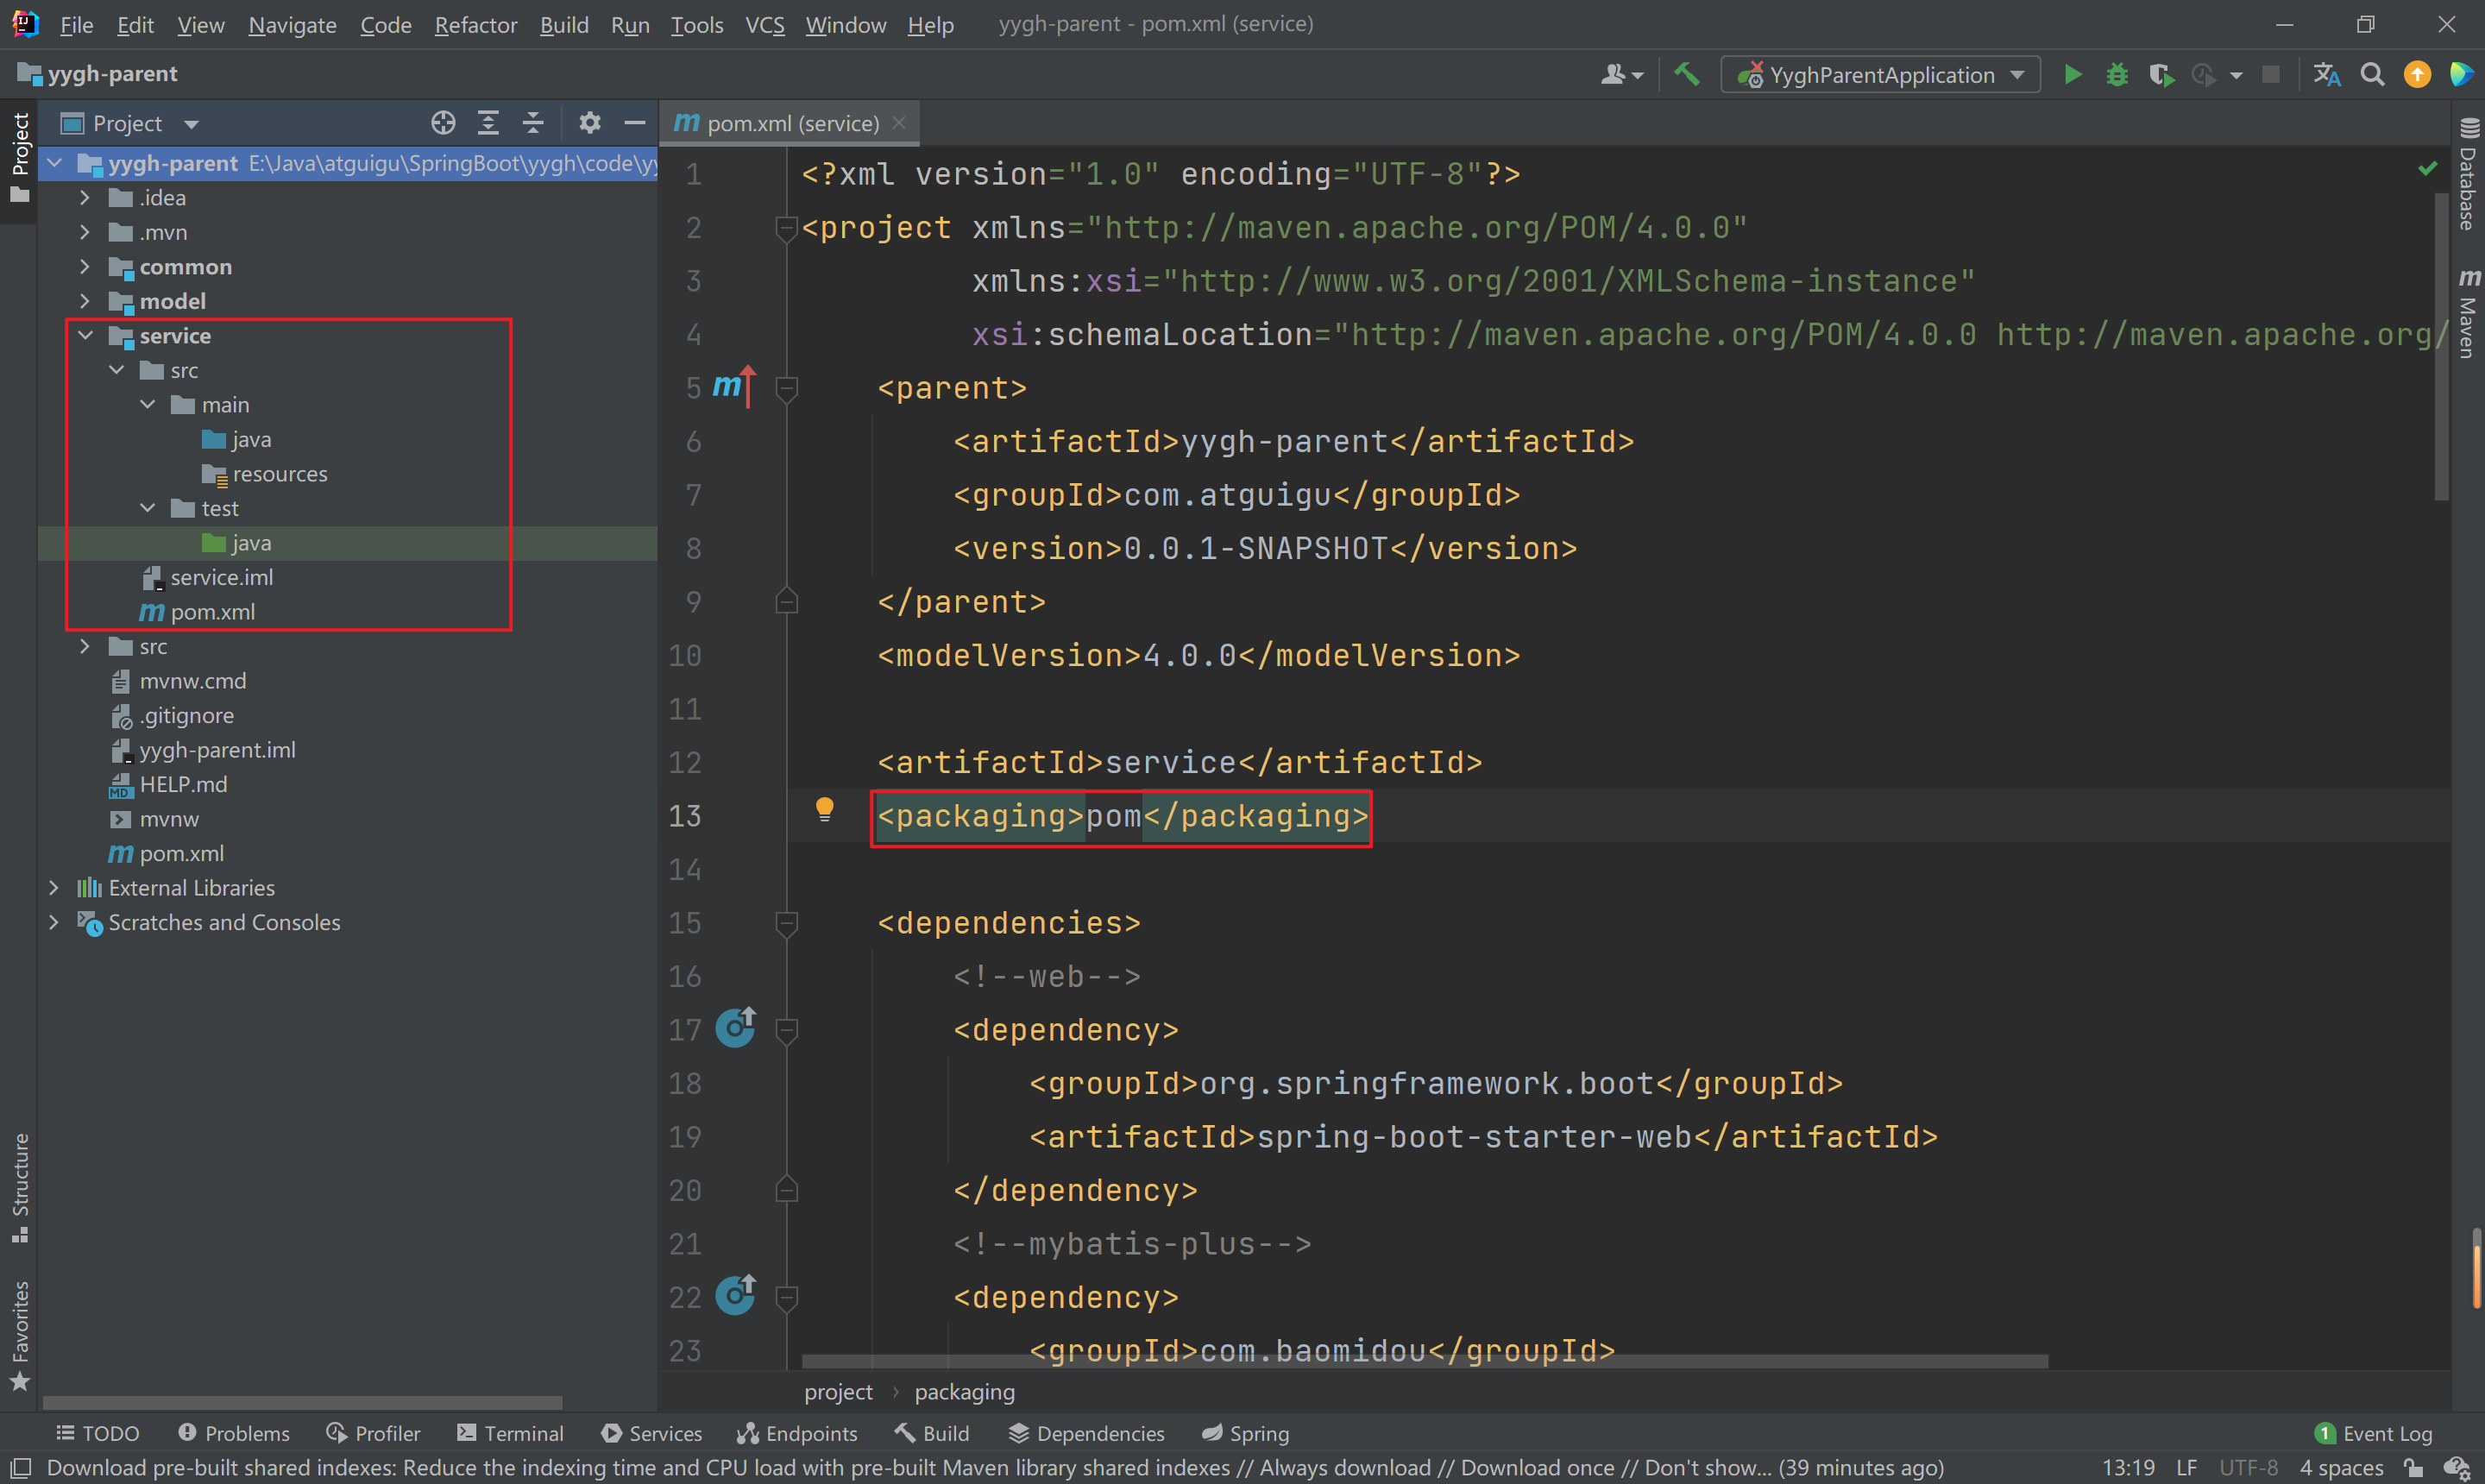 File Edit View Navigate Code Refactor Build Run Tools VCS Window Help yygh-parent - pom.xml (service)
yygh-parent
YyghParentApplication
Project
pom.xml (service)
Project
yygh-parent E:\Java\atguigu\SpringBoot\yygh\code\yy
.idea
.mvn
common
model
service
src
main
java
resources
test
java
service.iml
pom.xml
src
mvnw.cmd
.gitignore
yygh-parent.iml
HELP.md
mvnw
pom.xml
External Libraries
Scratches and Consoles
Structure
Favorites
1 <?xml version="1.0" encoding="UTF-8"?>
2 <project xmlns="http://maven.apache.org/POM/4.0.0"
3 xmlns:xsi="http://www.w3.org/2001/XMLSchema-instance"
4 xsi:schemaLocation="http://maven.apache.org/POM/4.0.0 http://maven.apache.org/
5 <parent>
6 <artifactId>yygh-parent</artifactId>
7 <groupId>com.atguigu</groupId>
8 <version>0.0.1-SNAPSHOT</version>
9 </parent>
10 <modelVersion>4.0.0</modelVersion>
11
12 <artifactId>service</artifactId>
13 <packaging>pom</packaging>
14
15 <dependencies>
16 <!--web-->
17 <dependency>
18 <groupId>org.springframework.boot</groupId>
19 <artifactId>spring-boot-starter-web</artifactId>
20 </dependency>
21 <!--mybatis-plus-->
22 <dependency>
23 <groupId>com.baomidou</groupId>
project › packaging
Database
Maven
TODO Problems Profiler Terminal Services Endpoints Build Dependencies Spring 1 Event Log
Download pre-built shared indexes: Reduce the indexing time and CPU load with pre-built Maven library shared indexes // Always download // Download once // Don't show... (39 minutes ago) 13:19 LF UTF-8 4 spaces